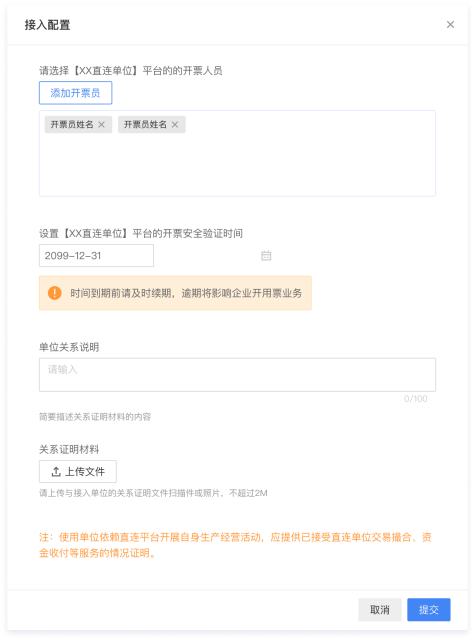 接入配置
请选择【XX直连单位】平台的的开票人员
添加开票员
开票员姓名 开票员姓名
设置【XX直连单位】平台的开票安全验证时间
2099-12-31
时间到期前请及时续期，逾期将影响企业开用票业务
单位关系说明
请输入
0/100
简要描述关系证明材料的内容
关系证明材料
上传文件
请上传与接入单位的关系证明文件扫描件或照片，不超过2M
注：使用单位依赖直连平台开展自身生产经营活动，应提供已接受直连单位交易撮合、资
金收付等服务的情况证明。
取消 提交